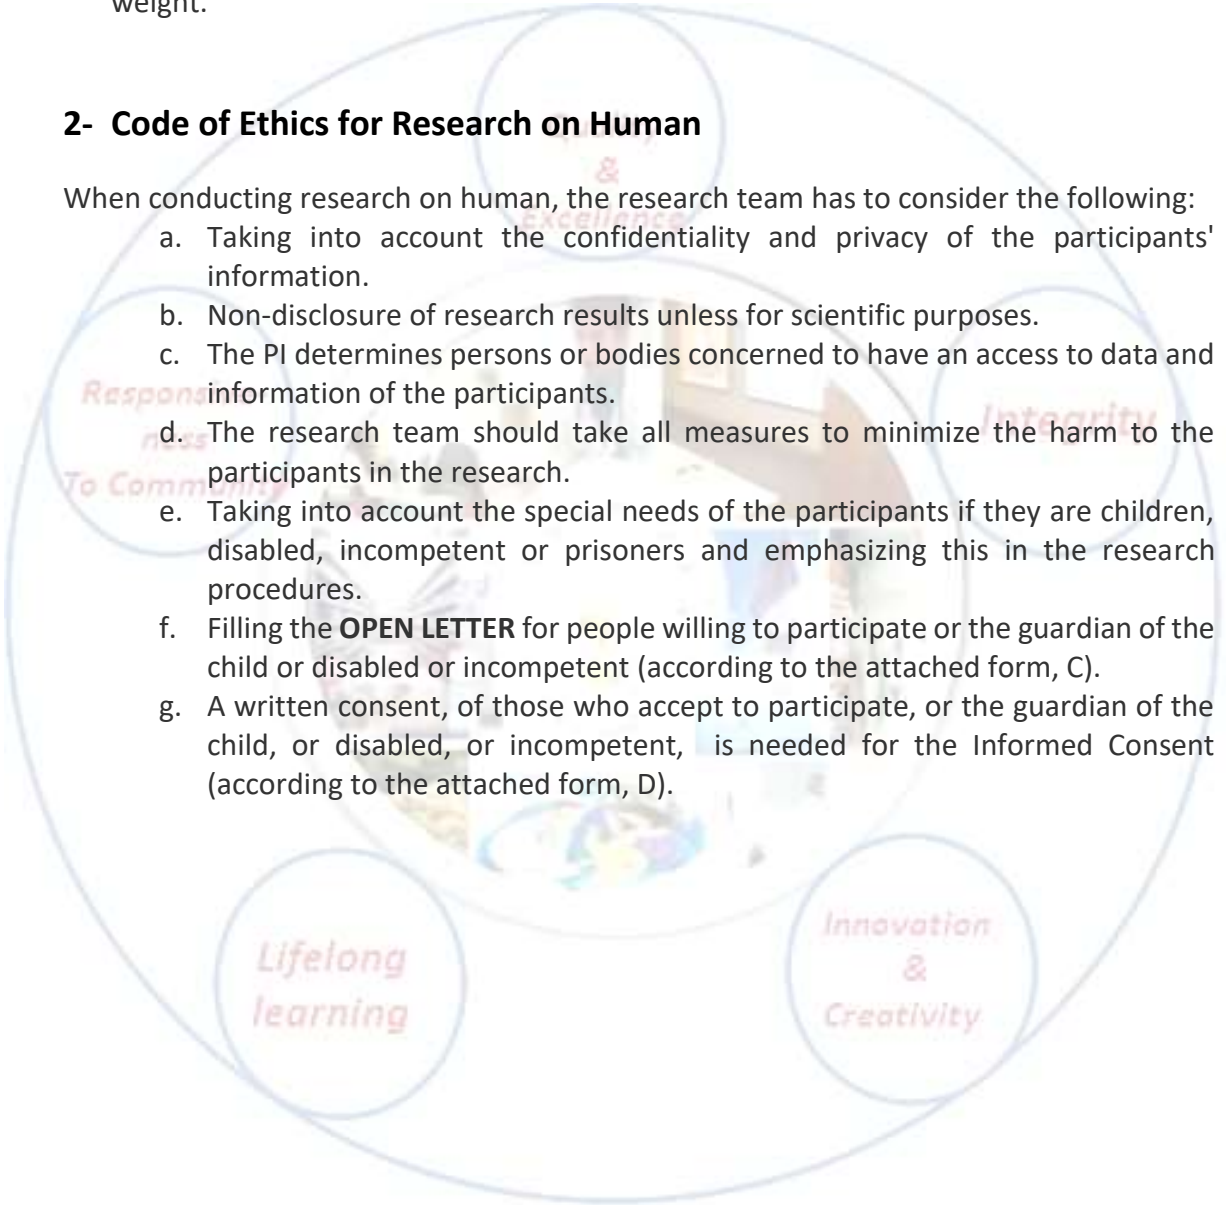 weight.
2- Code of Ethics for Research on Human
When conducting research on human, the research team has to consider the following:
a. Taking into account the confidentiality and privacy of the participants'
information.
b. Non-disclosure of research results unless for scientific purposes.
c. The PI determines persons or bodies concerned to have an access to data and
information of the participants.
d. The research team should take all measures to minimize the harm to the
participants in the research.
e. Taking into account the special needs of the participants if they are children,
disabled, incompetent or prisoners and emphasizing this in the research
procedures.
f. Filling the OPEN LETTER for people willing to participate or the guardian of the
child or disabled or incompetent (according to the attached form, C).
g. A written consent, of those who accept to participate, or the guardian of the
child, or disabled, or incompetent, is needed for the Informed Consent
(according to the attached form, D).
&
Excellence
ness
To Community
Integrity
Lifelong
learning
Innovation
&
Creativity